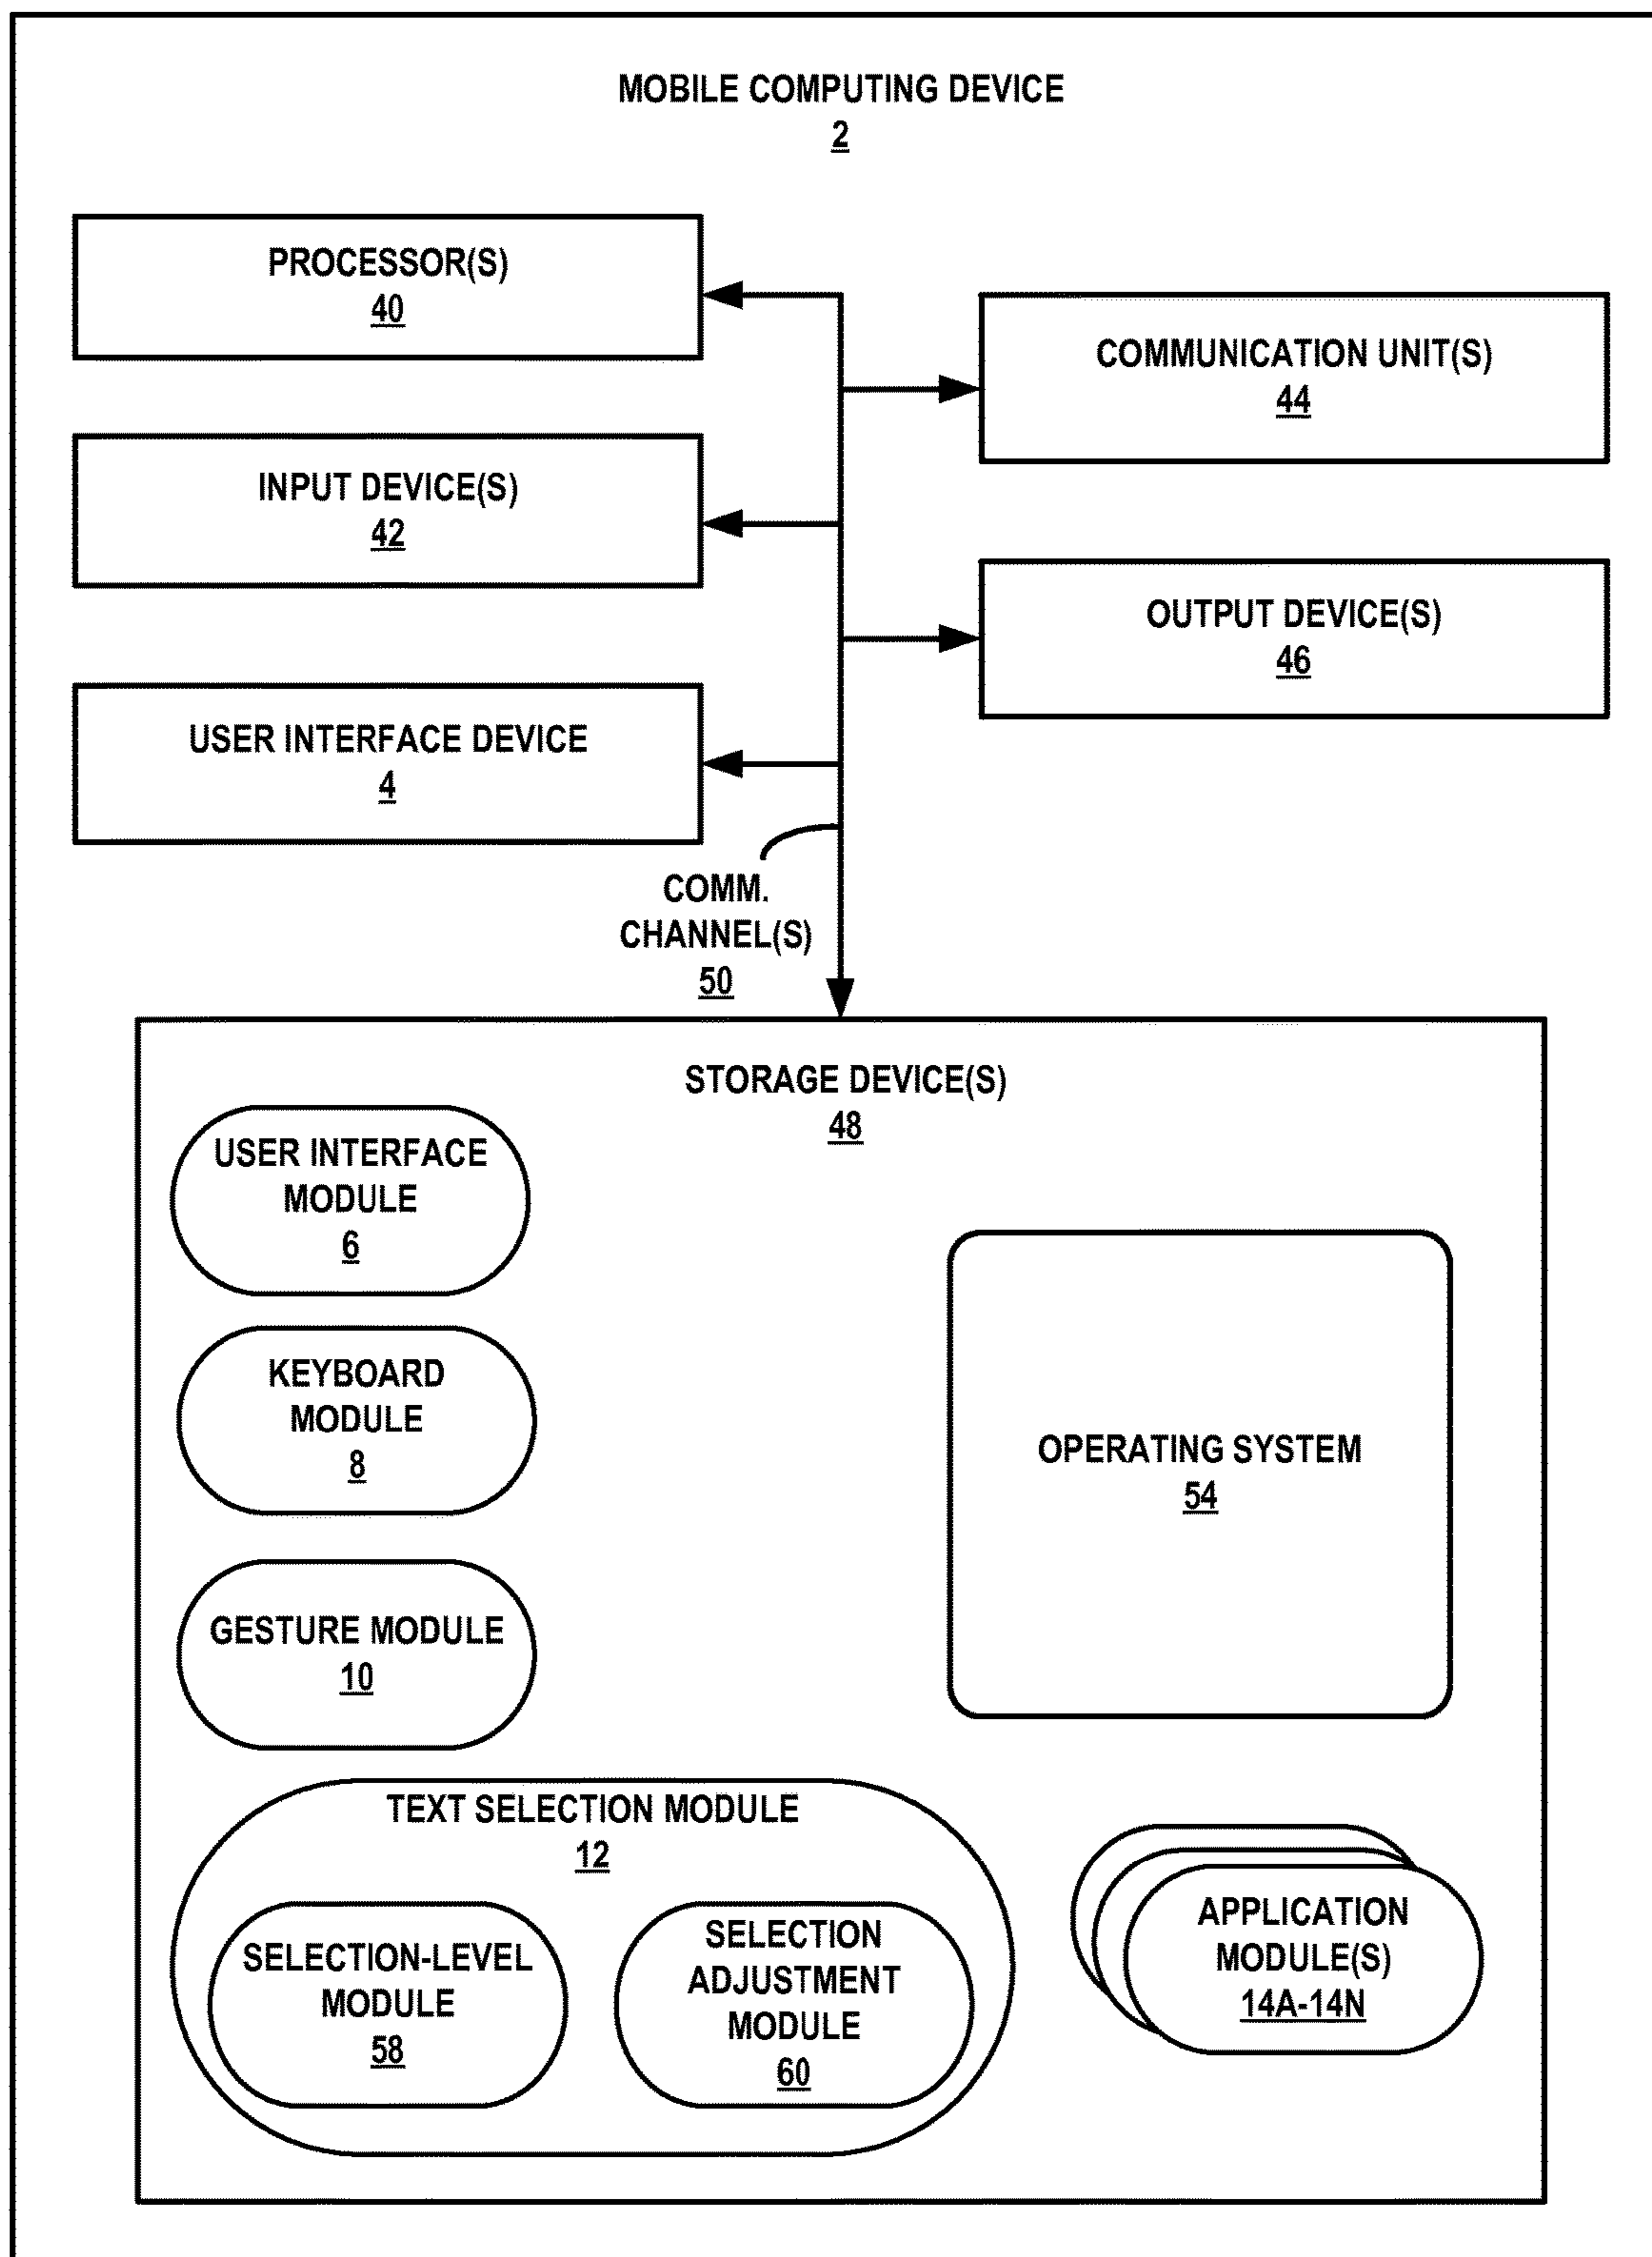 MOBILE COMPUTING DEVICE
2
PROCESSOR(S)
40
COMMUNICATION UNIT(S)
44
INPUT DEVICE(S)
42
OUTPUT DEVICE(S)
46
USER INTERFACE DEVICE
4
COMM.
CHANNEL(S)
50
STORAGE DEVICE(S)
48
USER INTERFACE
MODULE
6
KEYBOARD
MODULE
8
OPERATING SYSTEM
54
GESTURE MODULE
10
TEXT SELECTION MODULE
12
SELECTION-LEVEL
MODULE
58
SELECTION
ADJUSTMENT
MODULE
60
APPLICATION
MODULE(S)
14A-14N